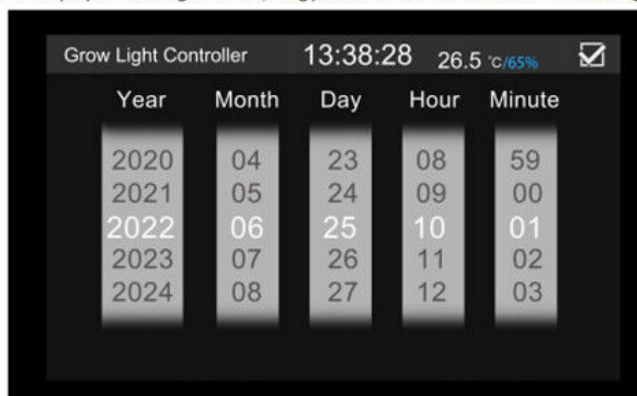 Grow Light Controller 13:38:28 26.5 °C/65%
Year Month Day Hour Minute
2020 04 23 08 59
2021 05 24 09 00
2022 06 25 10 01
2023 07 26 11 02
2024 08 27 12 03